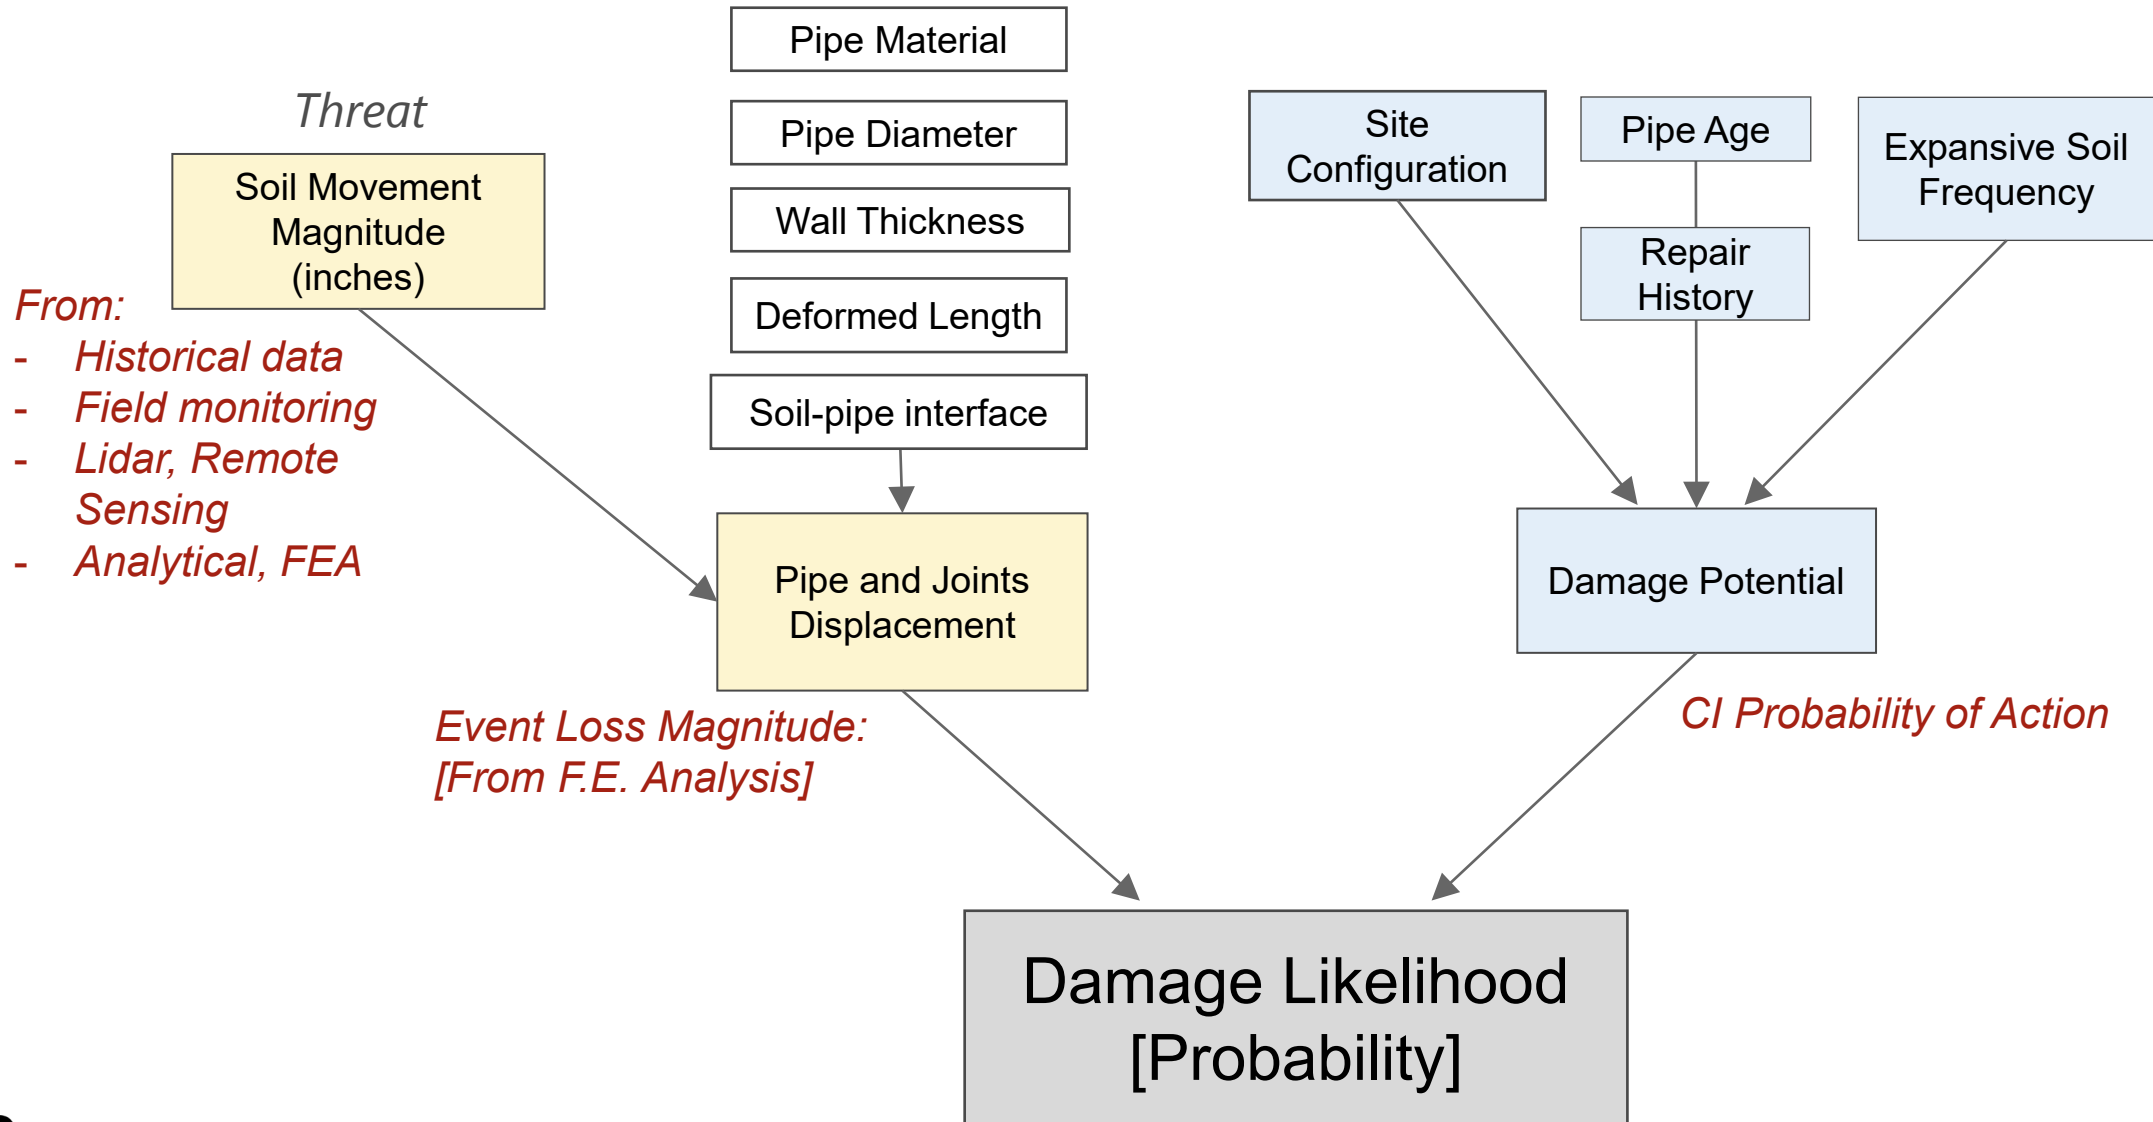 Pipe Material
Threat
Pipe Diameter
Wall Thickness
Deformed Length
Soil-pipe interface
Soil Movement
Magnitude
(inches)
From:
- Historical data
- Field monitoring
- Lidar, Remote
Sensing
- Analytical, FEA
Site
Configuration
Pipe Age
Repair
History
Expansive Soil
Frequency
Pipe and Joints
Displacement
Damage Potential
Event Loss Magnitude:
[From F.E. Analysis]
CI Probability of Action
Damage Likelihood
[Probability]